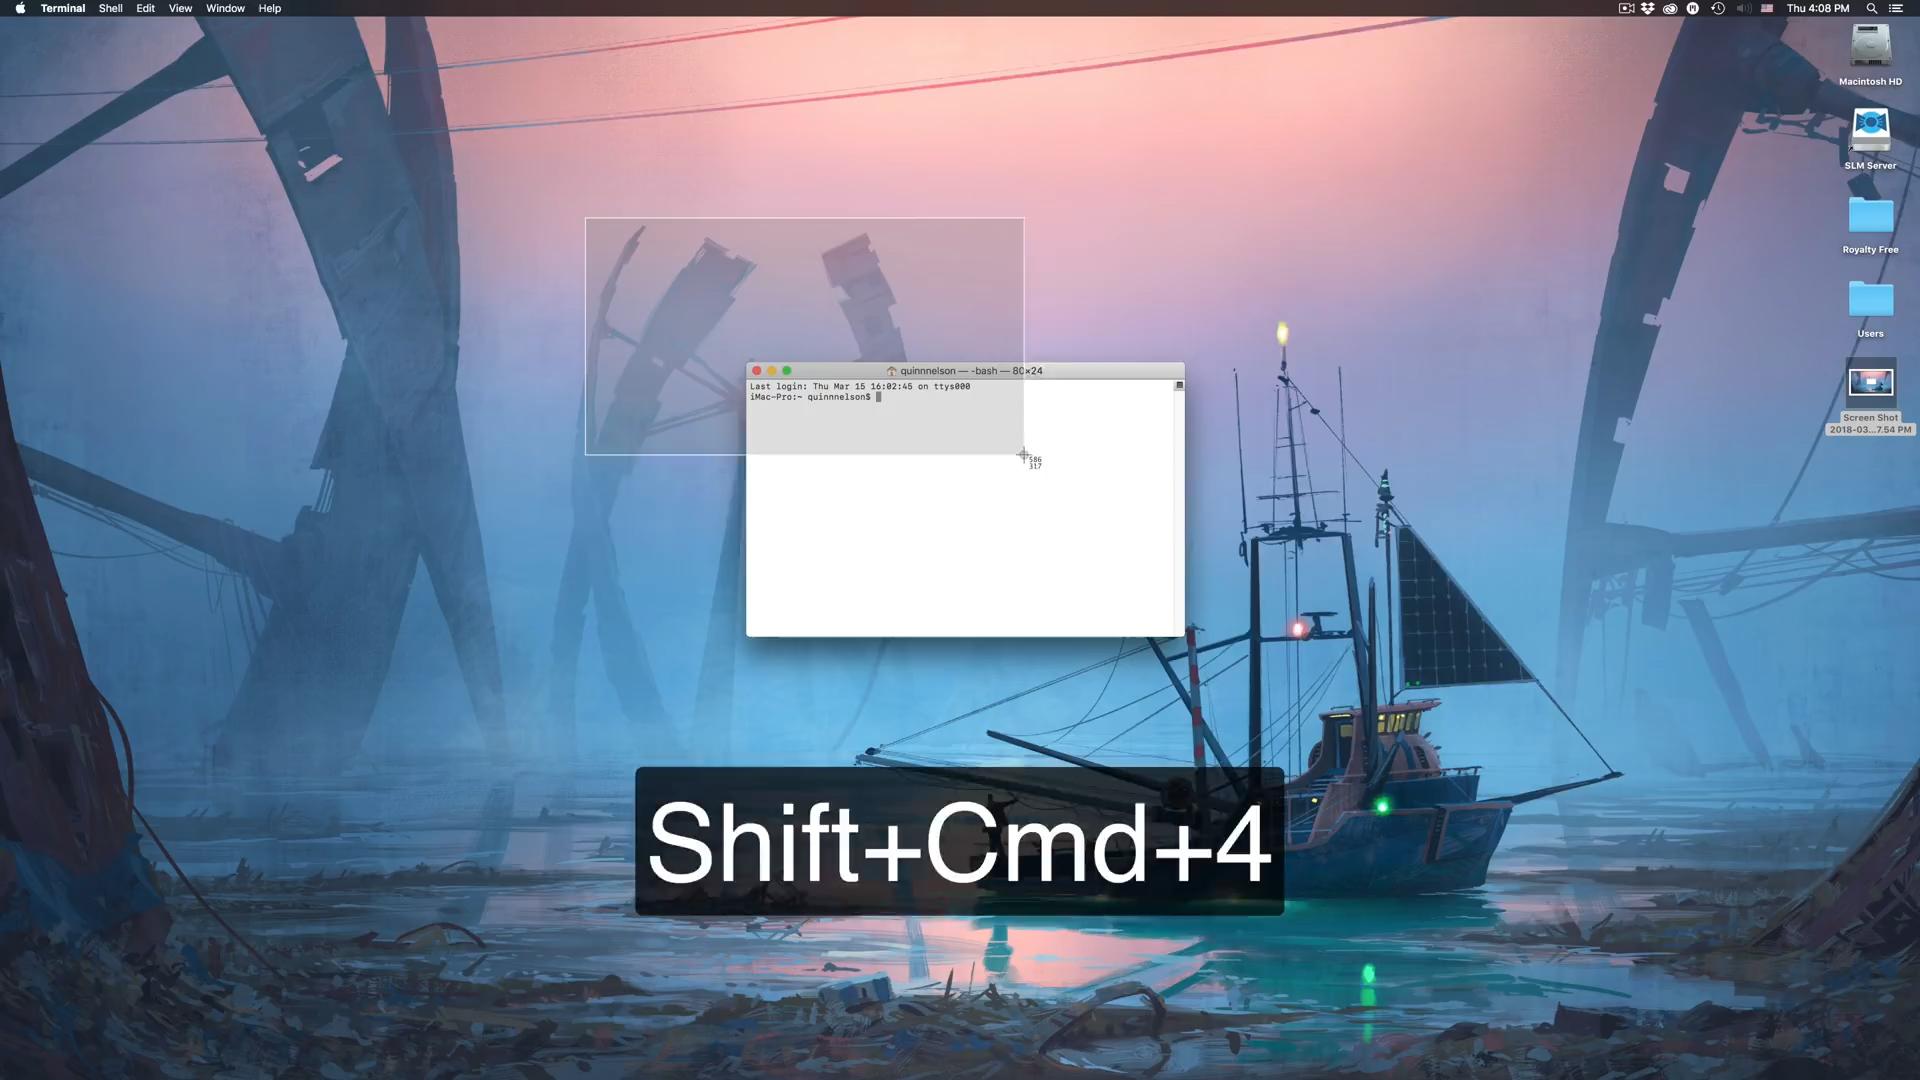 Terminal Shell Edit View Window Help
Thu 4:08 PM
Macintosh HD
SLM Server
Royalty Free
Users
Screen Shot
2018-03...7.54 PM
quinnnelson — -bash — 80×24
Last login: Thu Mar 15 16:02:45 on ttys000
iMac-Pro:~ quinnnelson$
586
317
Shift+Cmd+4